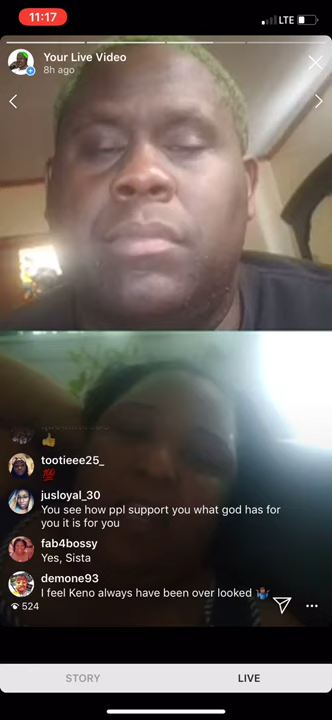 11:17
LTE
Your Live Video
8h ago
tootieee25_
💯
jusloyal_30
You see how ppl support you what god has for
you it is for you
fab4bossy
Yes, Sista
demone93
I feel Keno always have been over looked 🤷🏾‍♂️
524
STORY
LIVE